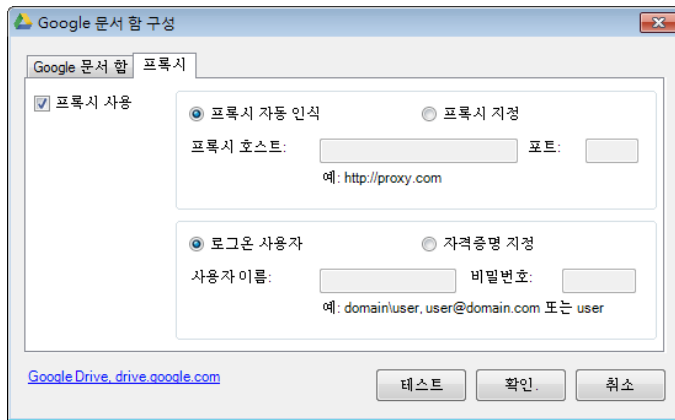 Google 문서 함 구성
Google 문서 함 프록시
프록시 사용
프록시 자동 인식 프록시 지정
프록시 호스트: 포트:
예: http://proxy.com
로그온 사용자 자격증명 지정
사용자 이름: 비밀번호:
예: domain\user, user@domain.com 또는 user
Google Drive, drive.google.com
테스트 확인. 취소